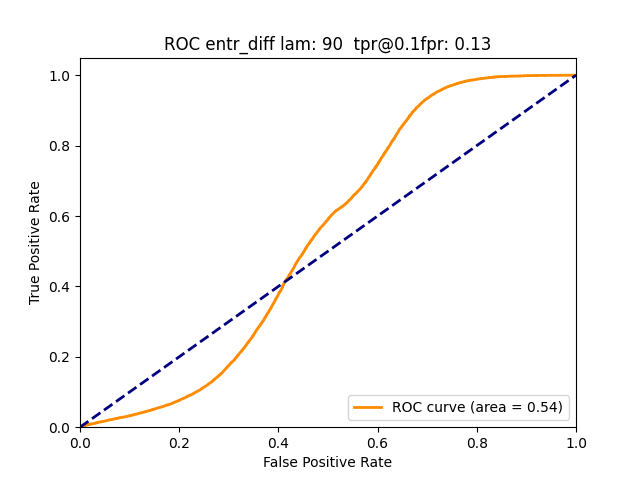 ROC entr_diff lam: 90  tpr@0.1fpr: 0.13
True Positive Rate
1.0
0.8
0.6
0.4
0.2
0.0
ROC curve (area = 0.54)
0.0 0.2 0.4 0.6 0.8 1.0
False Positive Rate